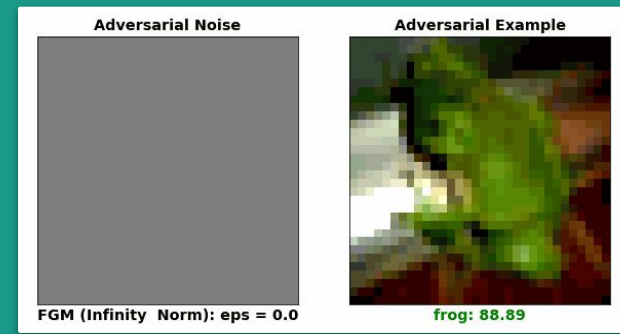 Adversarial Noise
Adversarial Example
FGM (Infinity Norm): eps = 0.0
frog: 88.89